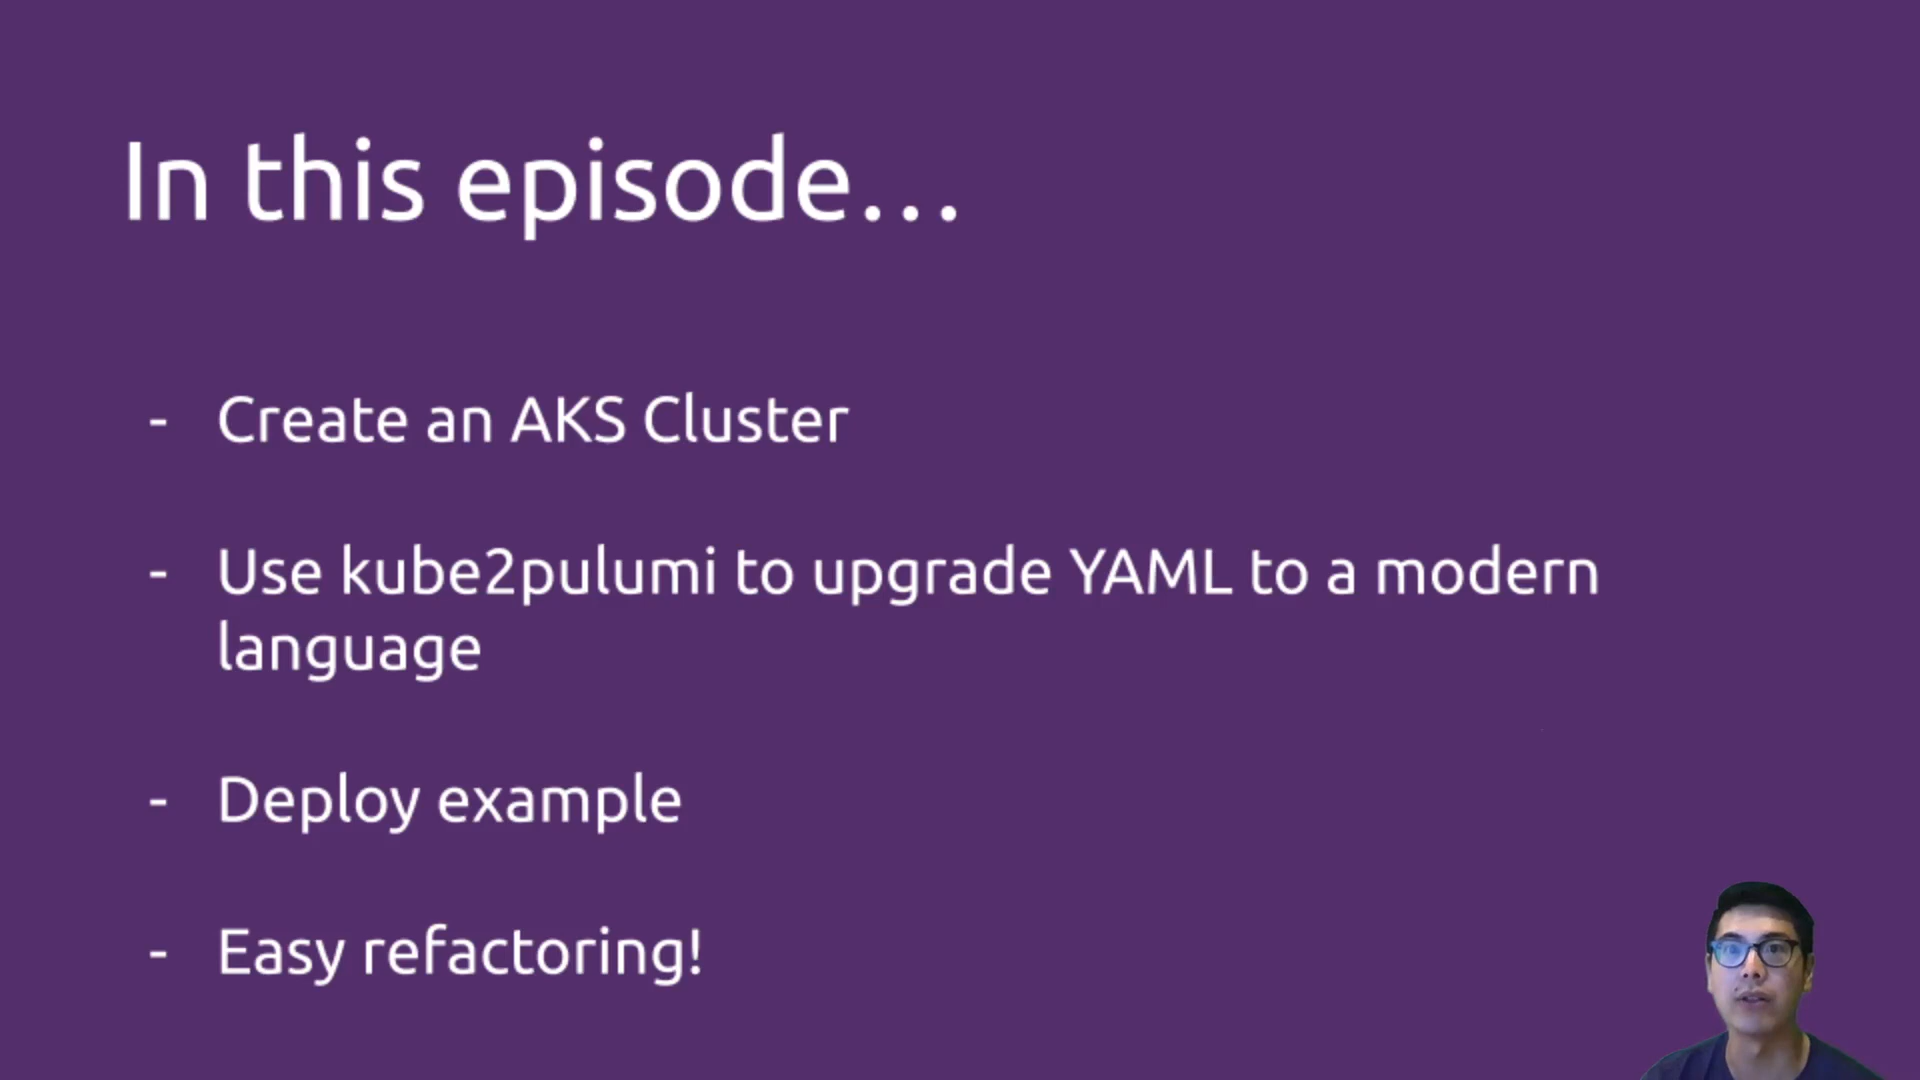 In this episode...
- Create an AKS Cluster
- Use kube2pulumi to upgrade YAML to a modern
language
- Deploy example
- Easy refactoring!